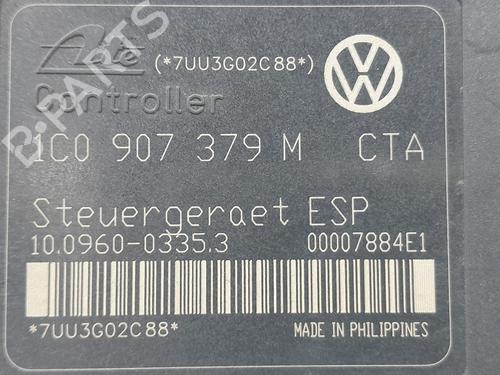 Ate (*7UU3G02C88*)
Controller
1C0 907 379 M CTA
Steuergeraet ESP
10.0960-0335.3 00007884E1
*7UU3G02C88* MADE IN PHILIPPINES
B-PARTS